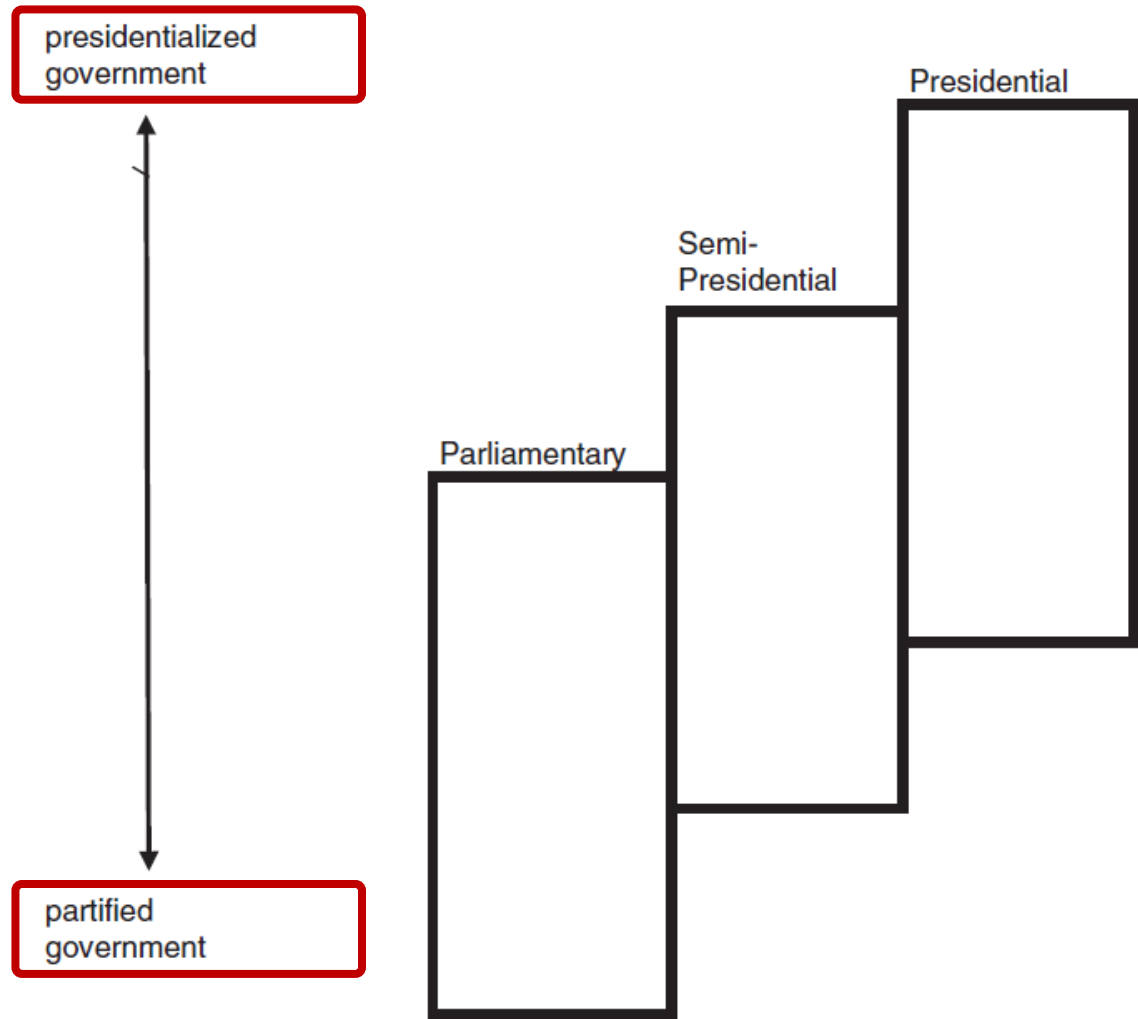 presidentialized
government
Presidential
Semi-
Presidential
Parliamentary
partified
government